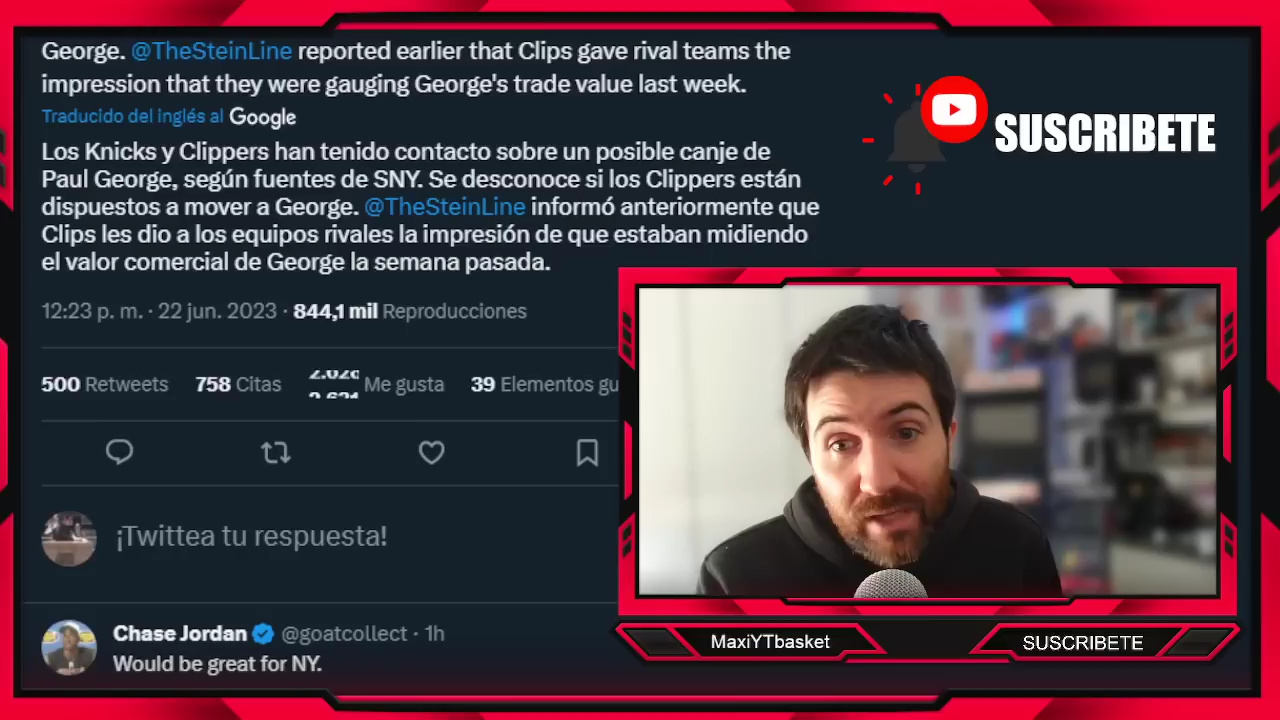 George. @TheSteinLine reported earlier that Clips gave rival teams the
impression that they were gauging George's trade value last week.
Traducido del inglés al Google
Los Knicks y Clippers han tenido contacto sobre un posible canje de
Paul George, según fuentes de SNY. Se desconoce si los Clippers están
dispuestos a mover a George. @TheSteinLine informó anteriormente que
Clips les dio a los equipos rivales la impresión de que estaban midiendo
el valor comercial de George la semana pasada.
12:23 p. m. · 22 jun. 2023 · 844,1 mil Reproducciones
500 Retweets 758 Citas Me gusta 39 Elementos gu
¡Twittea tu respuesta!
Chase Jordan @goatcollect · 1h
Would be great for NY.
SUSCRIBETE
MaxiYTbasket
SUSCRIBETE